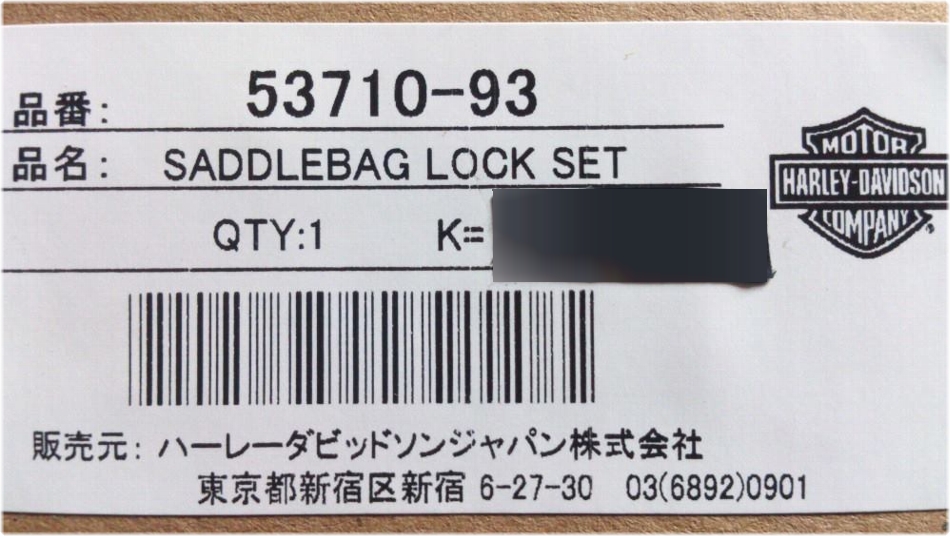 品番: 53710-93
品名: SADDLEBAG LOCK SET
QTY:1 K=
MOTOR
HARLEY-DAVIDSON
COMPANY
®
販売元: ハーレーダビッドソンジャパン株式会社
東京都新宿区新宿 6-27-30 03(6892)0901